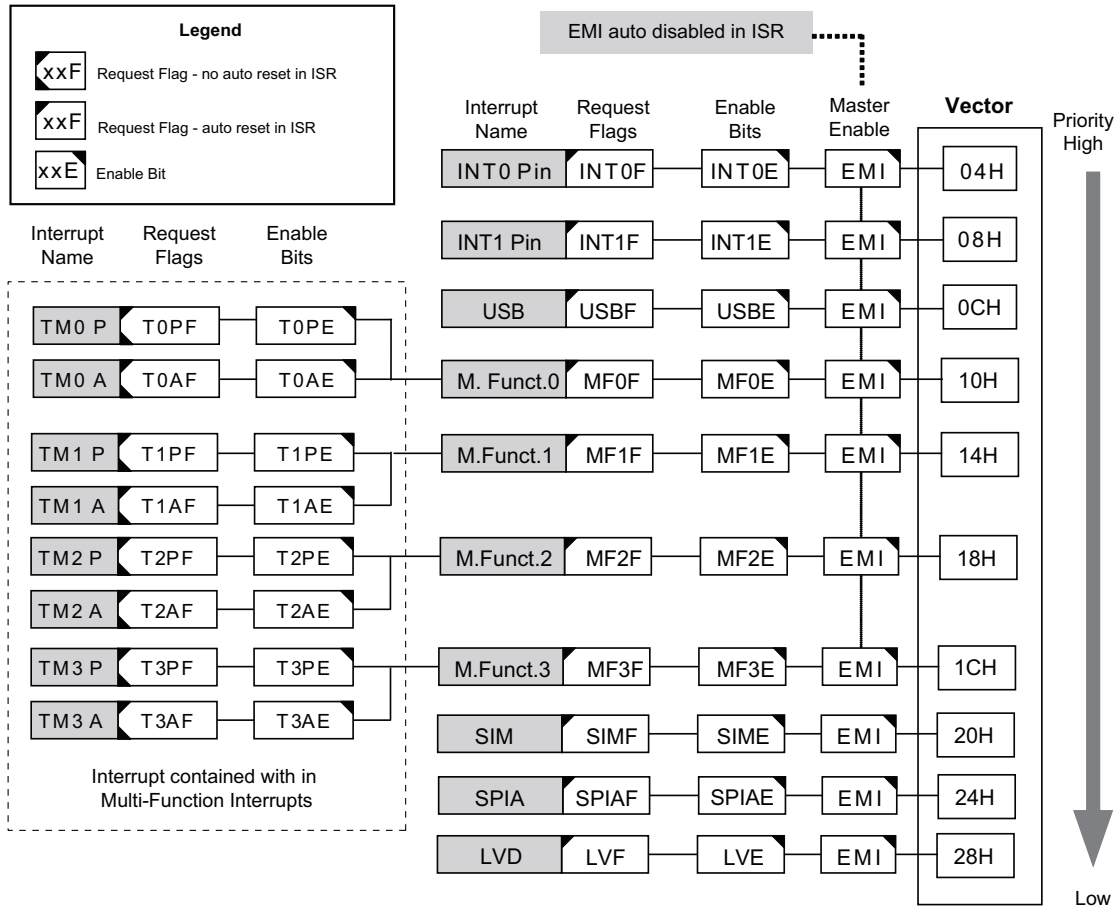 Legend
xxF Request Flag - no auto reset in ISR
xxF Request Flag - auto reset in ISR
xxE Enable Bit
EMI auto disabled in ISR
Interrupt Name
Request Flags
Enable Bits
Master Enable
Vector
Priority High
INT0 Pin INT0F INT0E EMI 04H
INT1 Pin INT1F INT1E EMI 08H
USB USBF USBE EMI 0CH
M. Funct.0 MF0F MF0E EMI 10H
M.Funct.1 MF1F MF1E EMI 14H
M.Funct.2 MF2F MF2E EMI 18H
M.Funct.3 MF3F MF3E EMI 1CH
SIM SIMF SIME EMI 20H
SPIA SPIAF SPIAE EMI 24H
LVD LVF LVE EMI 28H
Low
Interrupt Name
Request Flags
Enable Bits
TM0 P T0PF T0PE
TM0 A T0AF T0AE
TM1 P T1PF T1PE
TM1 A T1AF T1AE
TM2 P T2PF T2PE
TM2 A T2AF T2AE
TM3 P T3PF T3PE
TM3 A T3AF T3AE
Interrupt contained with in
Multi-Function Interrupts